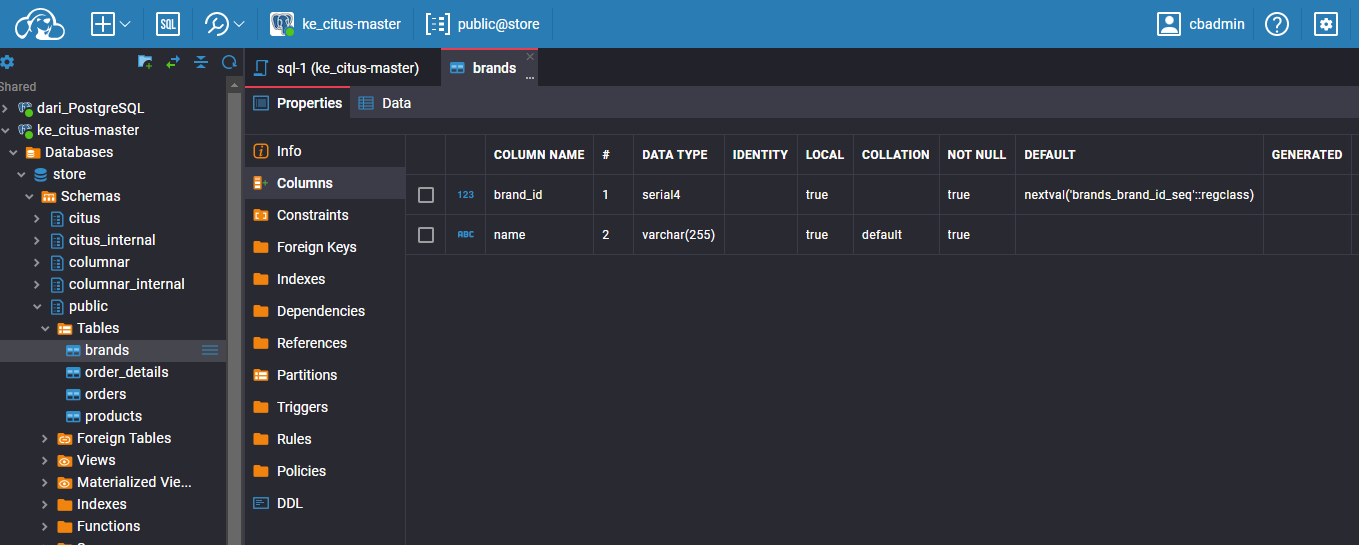 SQL ke_citus-master public@store cbadmin
Shared
dari_PostgreSQL
ke_citus-master
Databases
store
Schemas
citus
citus_internal
columnar
columnar_internal
public
Tables
brands
order_details
orders
products
Foreign Tables
Views
Materialized Vie...
Indexes
Functions
sql-1 (ke_citus-master) brands ...
Properties Data
Info
Columns
Constraints
Foreign Keys
Indexes
Dependencies
References
Partitions
Triggers
Rules
Policies
DDL
COLUMN NAME # DATA TYPE IDENTITY LOCAL COLLATION NOT NULL DEFAULT GENERATED
123 brand_id 1 serial4 true true nextval('brands_brand_id_seq'::regclass)
ABC name 2 varchar(255) true default true